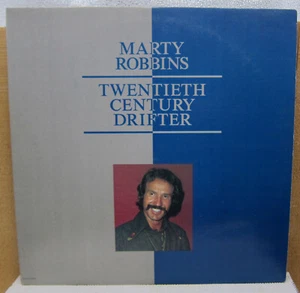 MARTY
ROBBINS
TWENTIETH
CENTURY
DRIFTER